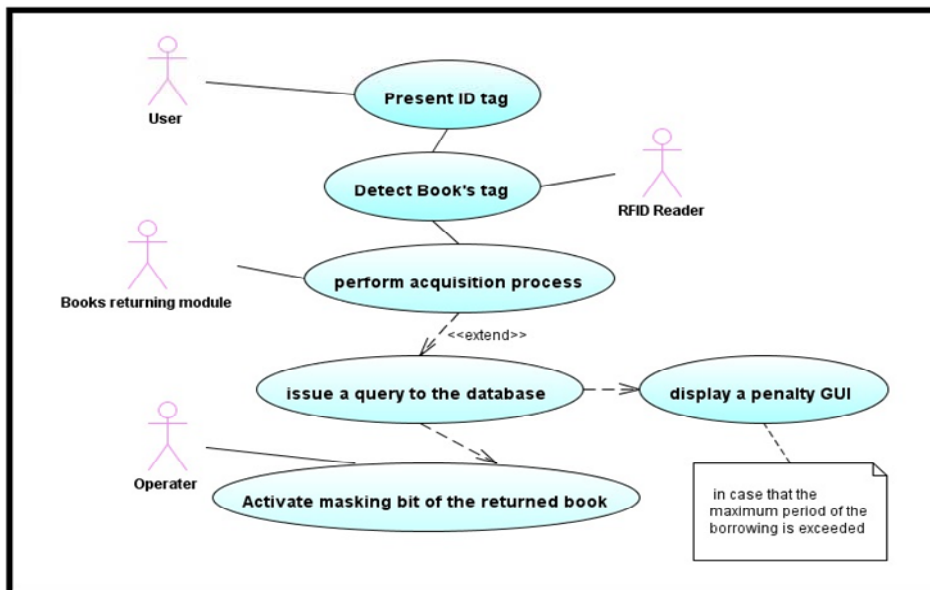 User
Present ID tag
Detect Book's tag
RFID Reader
Books returning module
perform acquisition process
<<extend>>
issue a query to the database
display a penalty GUI
Operater
Activate masking bit of the returned book
in case that the
maximum period of the
borrowing is exceeded